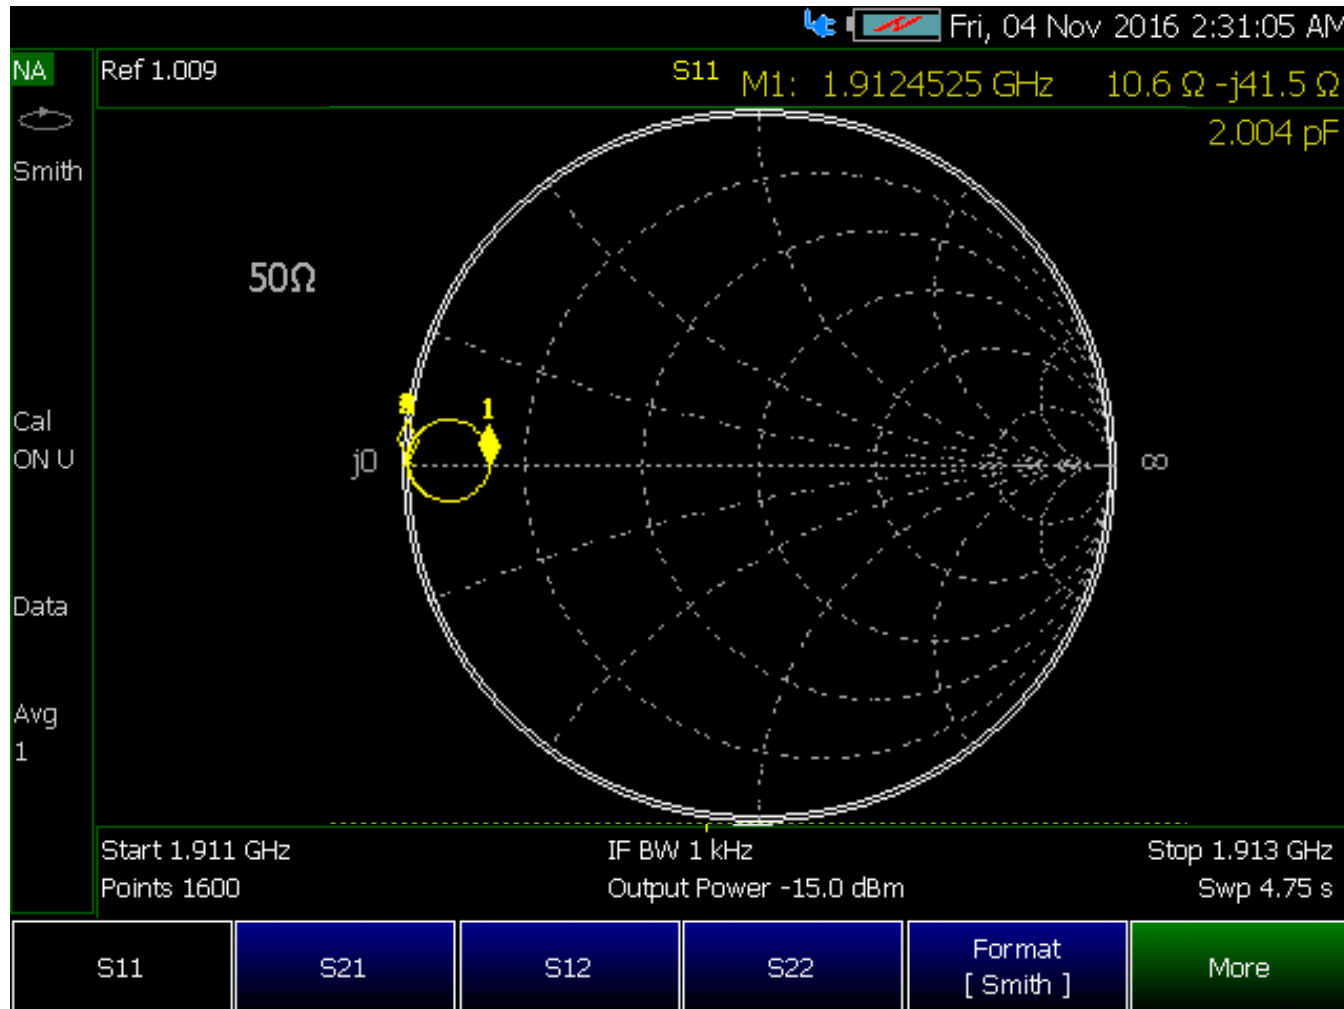 Fri, 04 Nov 2016 2:31:05 AM
NA
Ref 1.009
S11
M1: 1.9124525 GHz 10.6 Ω -j41.5 Ω
2.004 pF
Smith
50Ω
1
j0
∞
Cal
ON U
Data
Avg
1
Start 1.911 GHz
IF BW 1 kHz
Stop 1.913 GHz
Points 1600
Output Power -15.0 dBm
Swp 4.75 s
S11
S21
S12
S22
Format
[ Smith ]
More